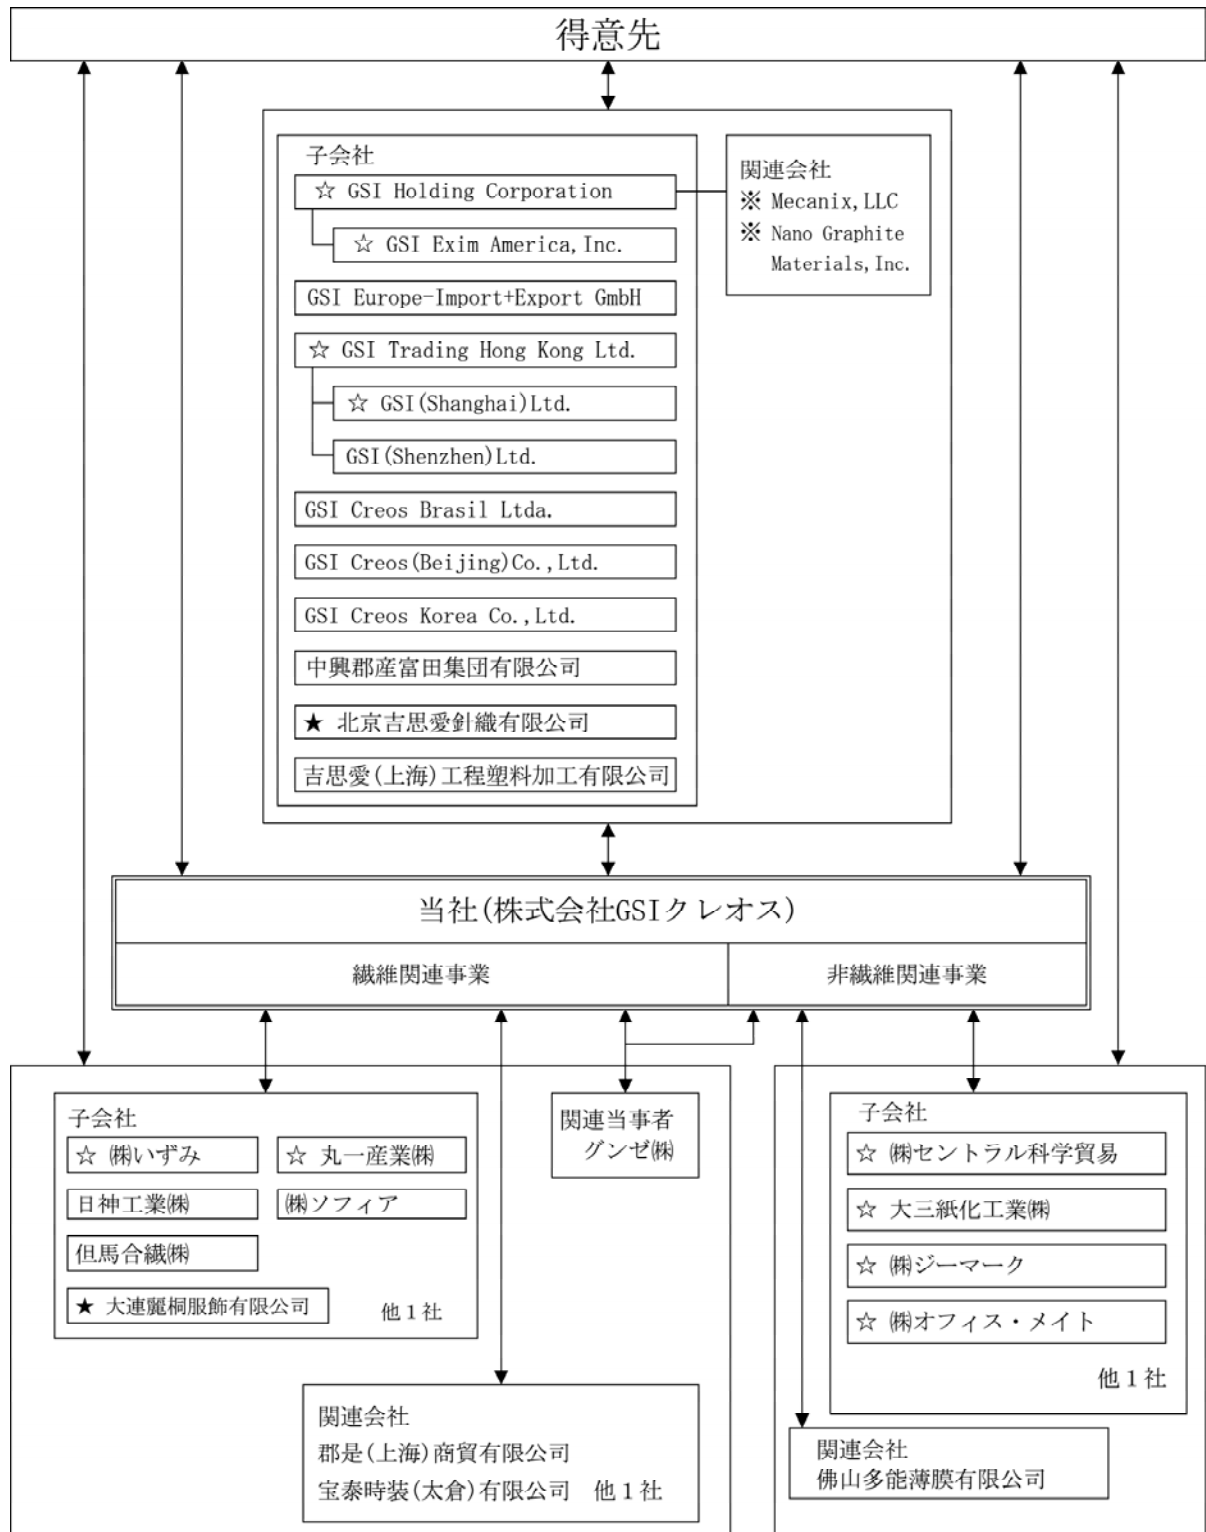 得意先
子会社
☆ GSI Holding Corporation
☆ GSI Exim America,Inc.
GSI Europe-Import+Export GmbH
☆ GSI Trading Hong Kong Ltd.
☆ GSI(Shanghai)Ltd.
GSI(Shenzhen)Ltd.
GSI Creos Brasil Ltda.
GSI Creos(Beijing)Co.,Ltd.
GSI Creos Korea Co.,Ltd.
中興郡産富田集団有限公司
★ 北京吉思愛針織有限公司
吉思愛(上海)工程塑料加工有限公司
関連会社
※ Mecanix,LLC
※ Nano Graphite
Materials,Inc.
当社(株式会社GSIクレオス)
繊維関連事業
非繊維関連事業
子会社
☆ ㈱いずみ
☆ 丸一産業㈱
日神工業㈱
㈱ソフィア
但馬合繊㈱
★ 大連麗桐服飾有限公司
他1社
関連当事者
グンゼ㈱
関連会社
郡是(上海)商貿有限公司
宝泰時装(太倉)有限公司 他1社
子会社
☆ ㈱セントラル科学貿易
☆ 大三紙化工業㈱
☆ ㈱ジーマーク
☆ ㈱オフィス・メイト
他1社
関連会社
佛山多能薄膜有限公司